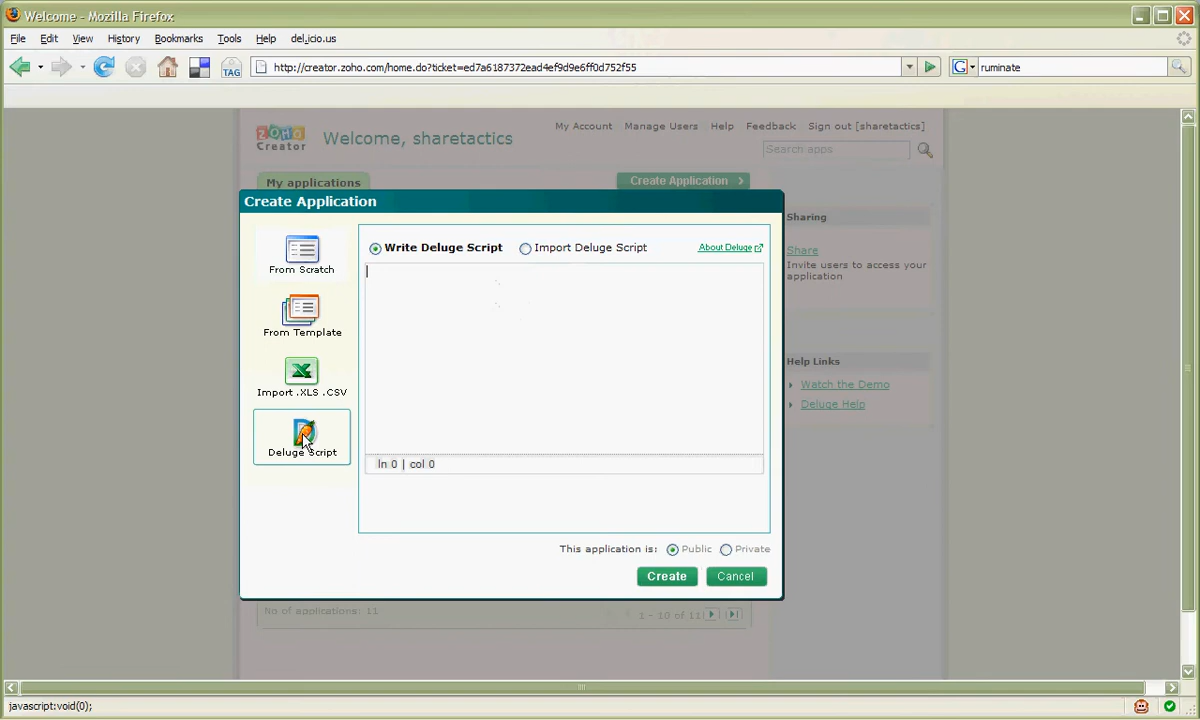 Welcome - Mozilla Firefox
File Edit View History Bookmarks Tools Help del.icio.us
TAG http://creator.zoho.com/home.do?ticket=ed7a6187372ead4ef9d9e6ff0d752f55 G ruminate
ZOHO Creator Welcome, sharetactics
My Account Manage Users Help Feedback Sign out [sharetactics]
Search apps
My applications Create Application
Create Application
From Scratch
From Template
Import .XLS .CSV
Deluge Script
Write Deluge Script Import Deluge Script About Deluge
ln 0 | col 0
This application is: Public Private
Create Cancel
Sharing
Share
Invite users to access your
application
Help Links
Watch the Demo
Deluge Help
No of applications: 11 1 - 10 of 11
javascript:void(0);